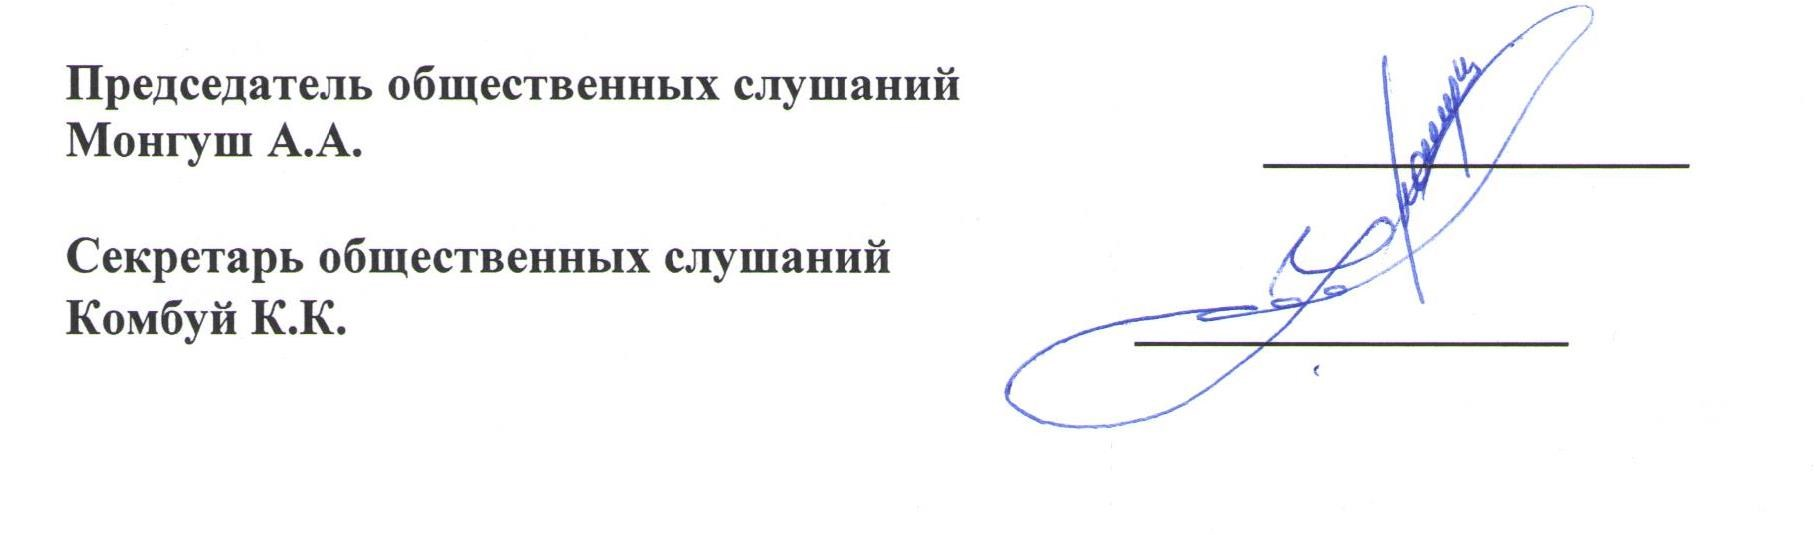 Председатель общественных слушаний
Монгуш А.А.
Секретарь общественных слушаний
Комбуй К.К.